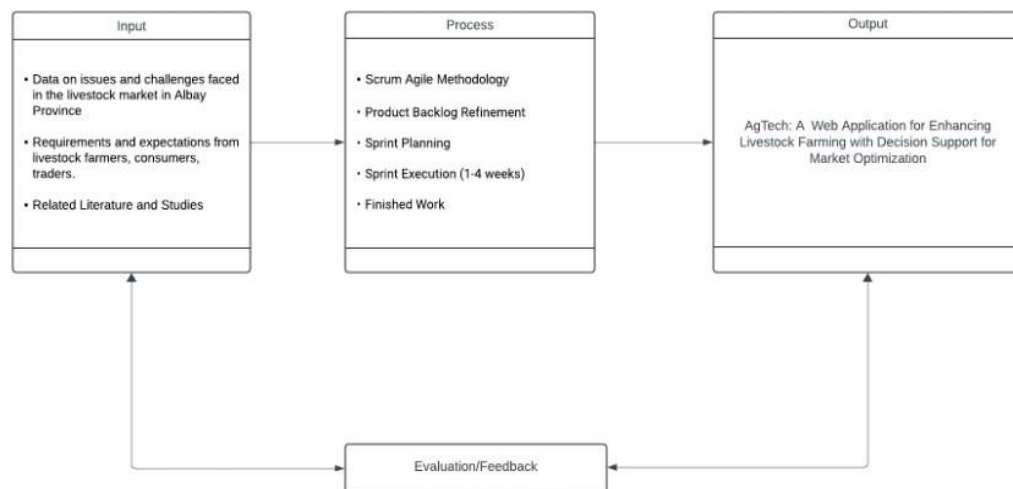 Input
• Data on issues and challenges faced
in the livestock market in Albay
Province
• Requirements and expectations from
livestock farmers, consumers,
traders.
• Related Literature and Studies
Process
• Scrum Agile Methodology
• Product Backlog Refinement
• Sprint Planning
• Sprint Execution (1-4 weeks)
• Finished Work
Output
AgTech: A Web Application for Enhancing
Livestock Farming with Decision Support for
Market Optimization
Evaluation/Feedback